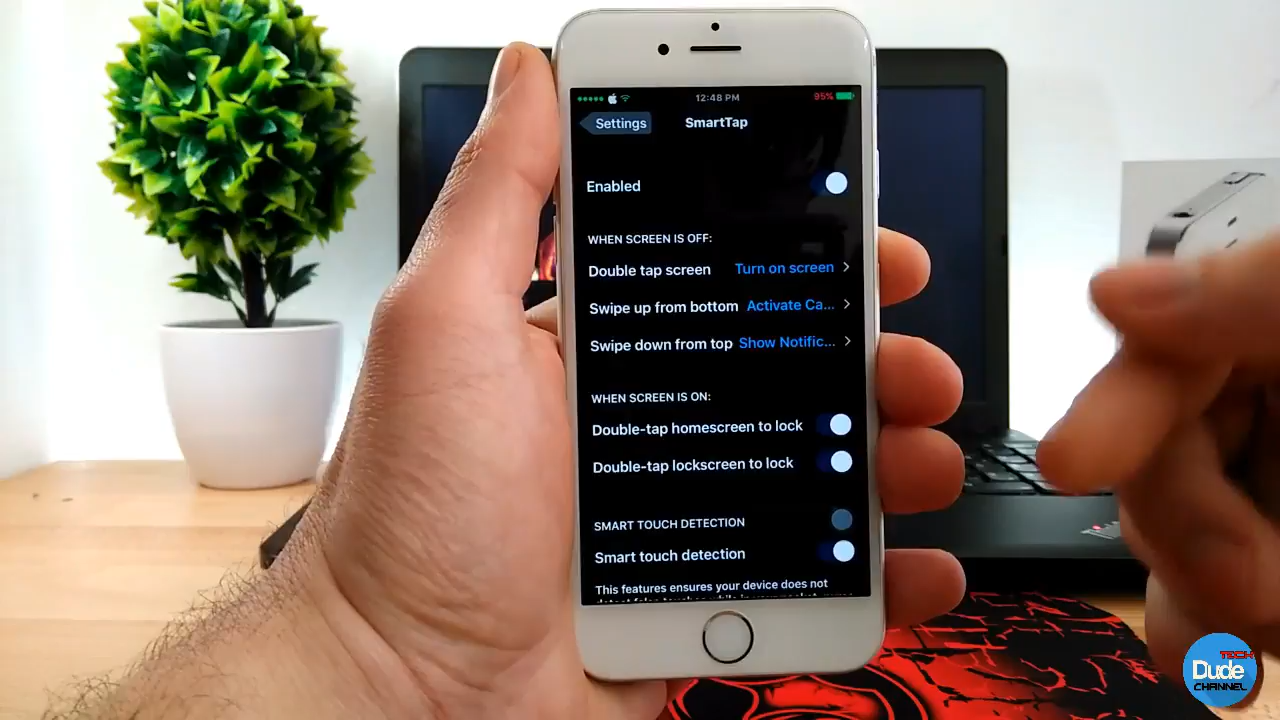 12:48 PM
95%
Settings
SmartTap
Enabled
WHEN SCREEN IS OFF:
Double tap screen Turn on screen
Swipe up from bottom Activate Ca...
Swipe down from top Show Notific...
WHEN SCREEN IS ON:
Double-tap homescreen to lock
Double-tap lockscreen to lock
SMART TOUCH DETECTION
Smart touch detection
This features ensures your device does not
TECH
Dude
CHANNEL